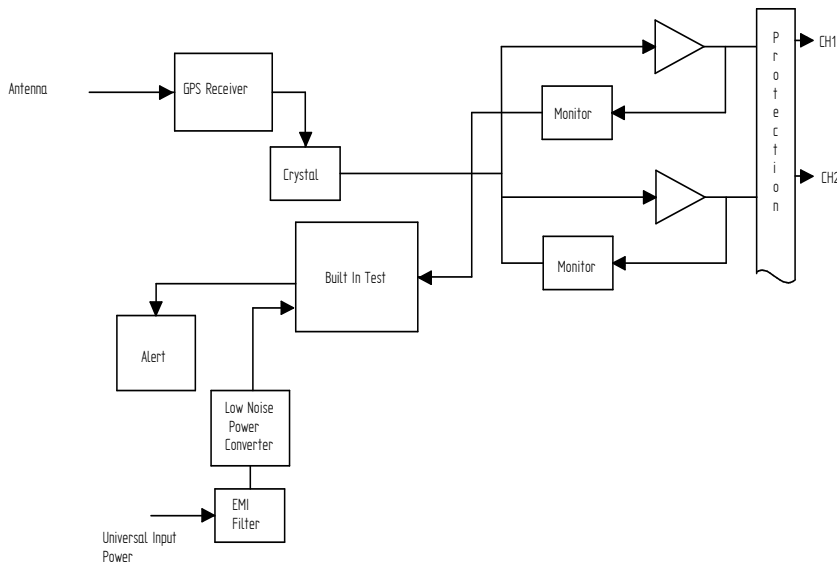 Antenna
GPS Receiver
Crystal
Monitor
Monitor
Protection
CH1
CH2
Built In Test
Alert
Low Noise
Power
Converter
EMI
Filter
Universal Input
Power